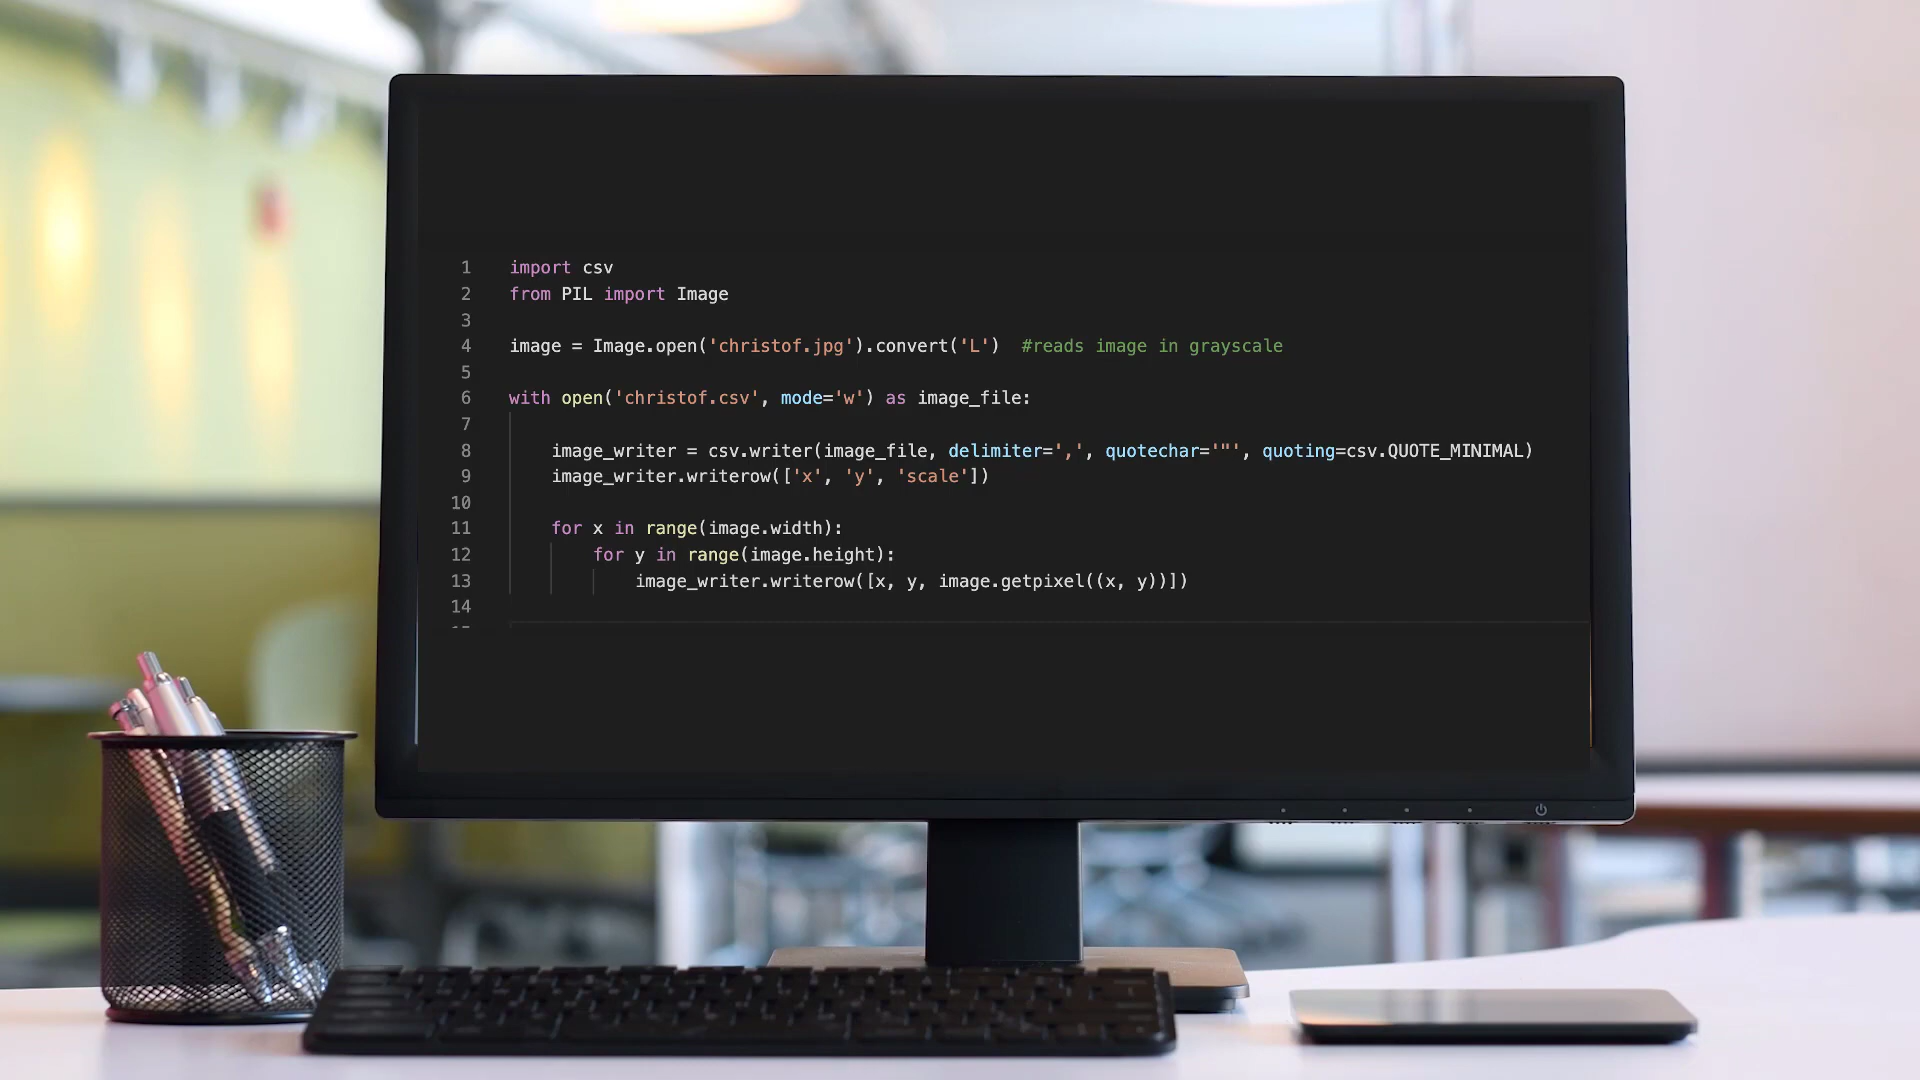 1 import csv
2 from PIL import Image
3
4 image = Image.open('christof.jpg').convert('L')  #reads image in grayscale
5
6 with open('christof.csv', mode='w') as image_file:
7
8     image_writer = csv.writer(image_file, delimiter=',', quotechar='"', quoting=csv.QUOTE_MINIMAL)
9     image_writer.writerow(['x', 'y', 'scale'])
10
11     for x in range(image.width):
12         for y in range(image.height):
13             image_writer.writerow([x, y, image.getpixel((x, y))])
14